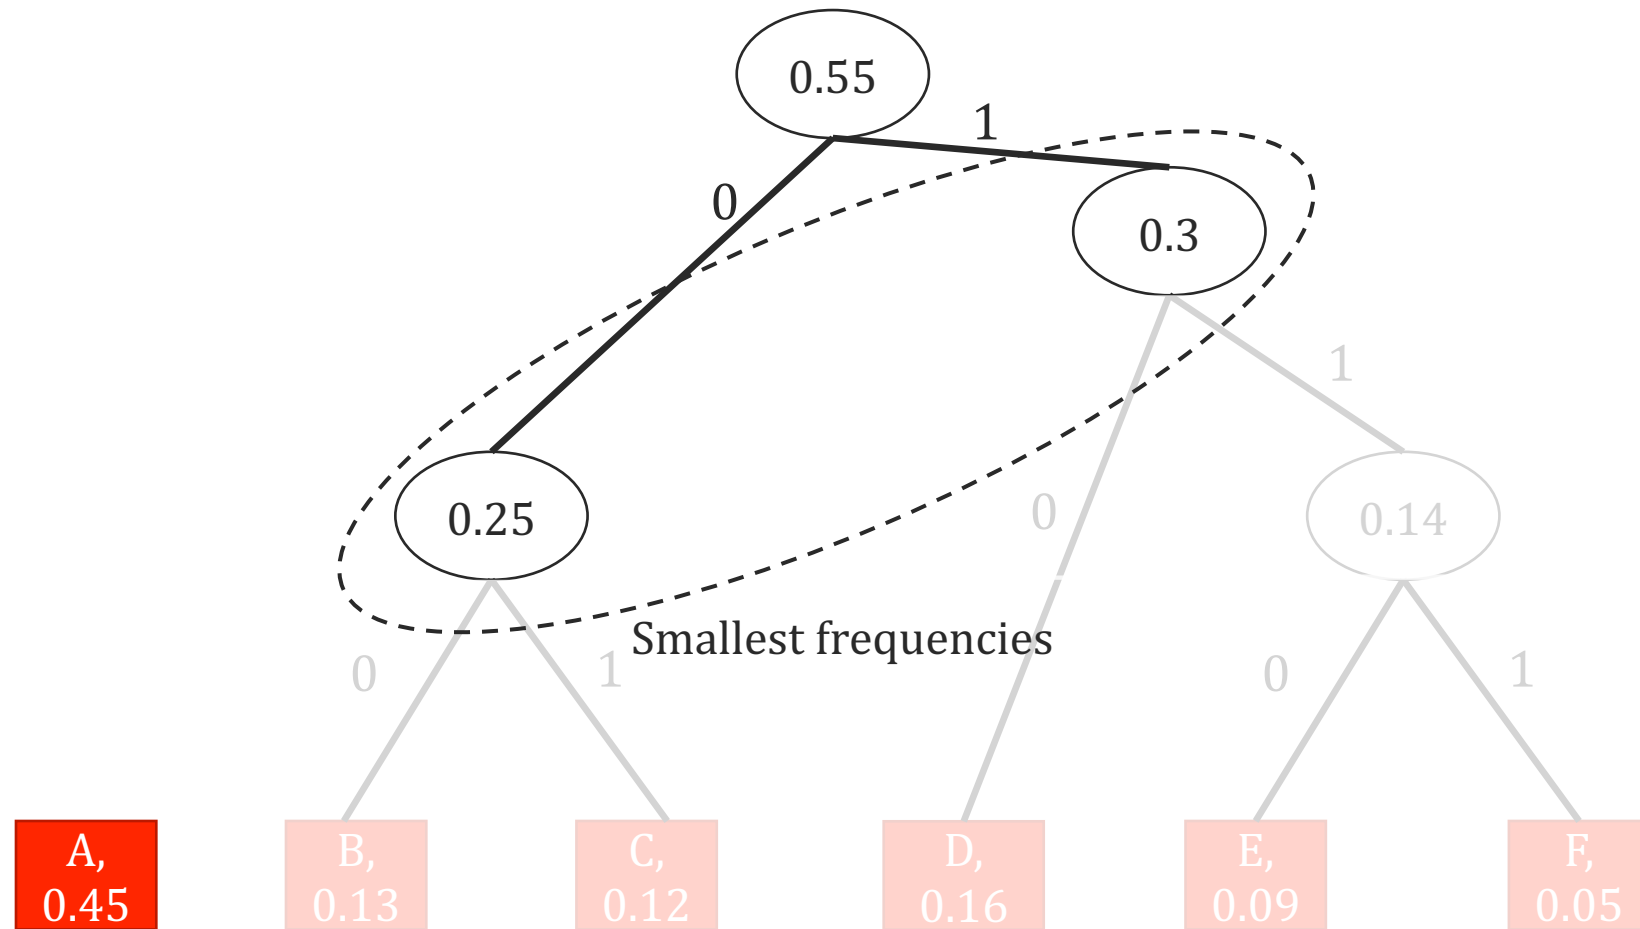 0.55
1
0
0.3
1
0.25
0
0.14
Smallest frequencies
0
1
0
1
A,
0.45
B,
0.13
C,
0.12
D,
0.16
E,
0.09
F,
0.05